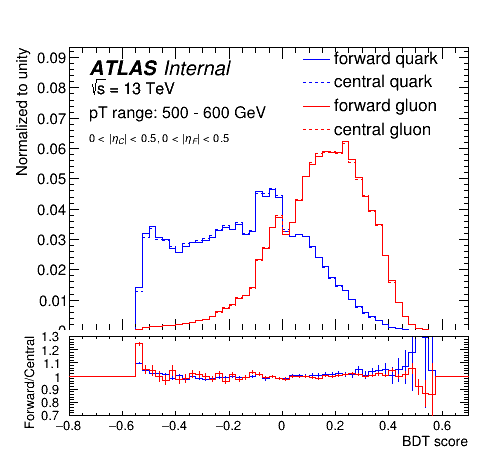 Normalized to unity
0.09
0.08
0.07
0.06
0.05
0.04
0.03
0.02
0.01
0
ATLAS Internal
√s = 13 TeV
pT range: 500 - 600 GeV
0 < |η_C| < 0.5, 0 < |η_F| < 0.5
forward quark
central quark
forward gluon
central gluon
Forward/Central
1.3
1.2
1.1
1
0.9
0.8
0.7
−0.8 −0.6 −0.4 −0.2 0 0.2 0.4 0.6
BDT score